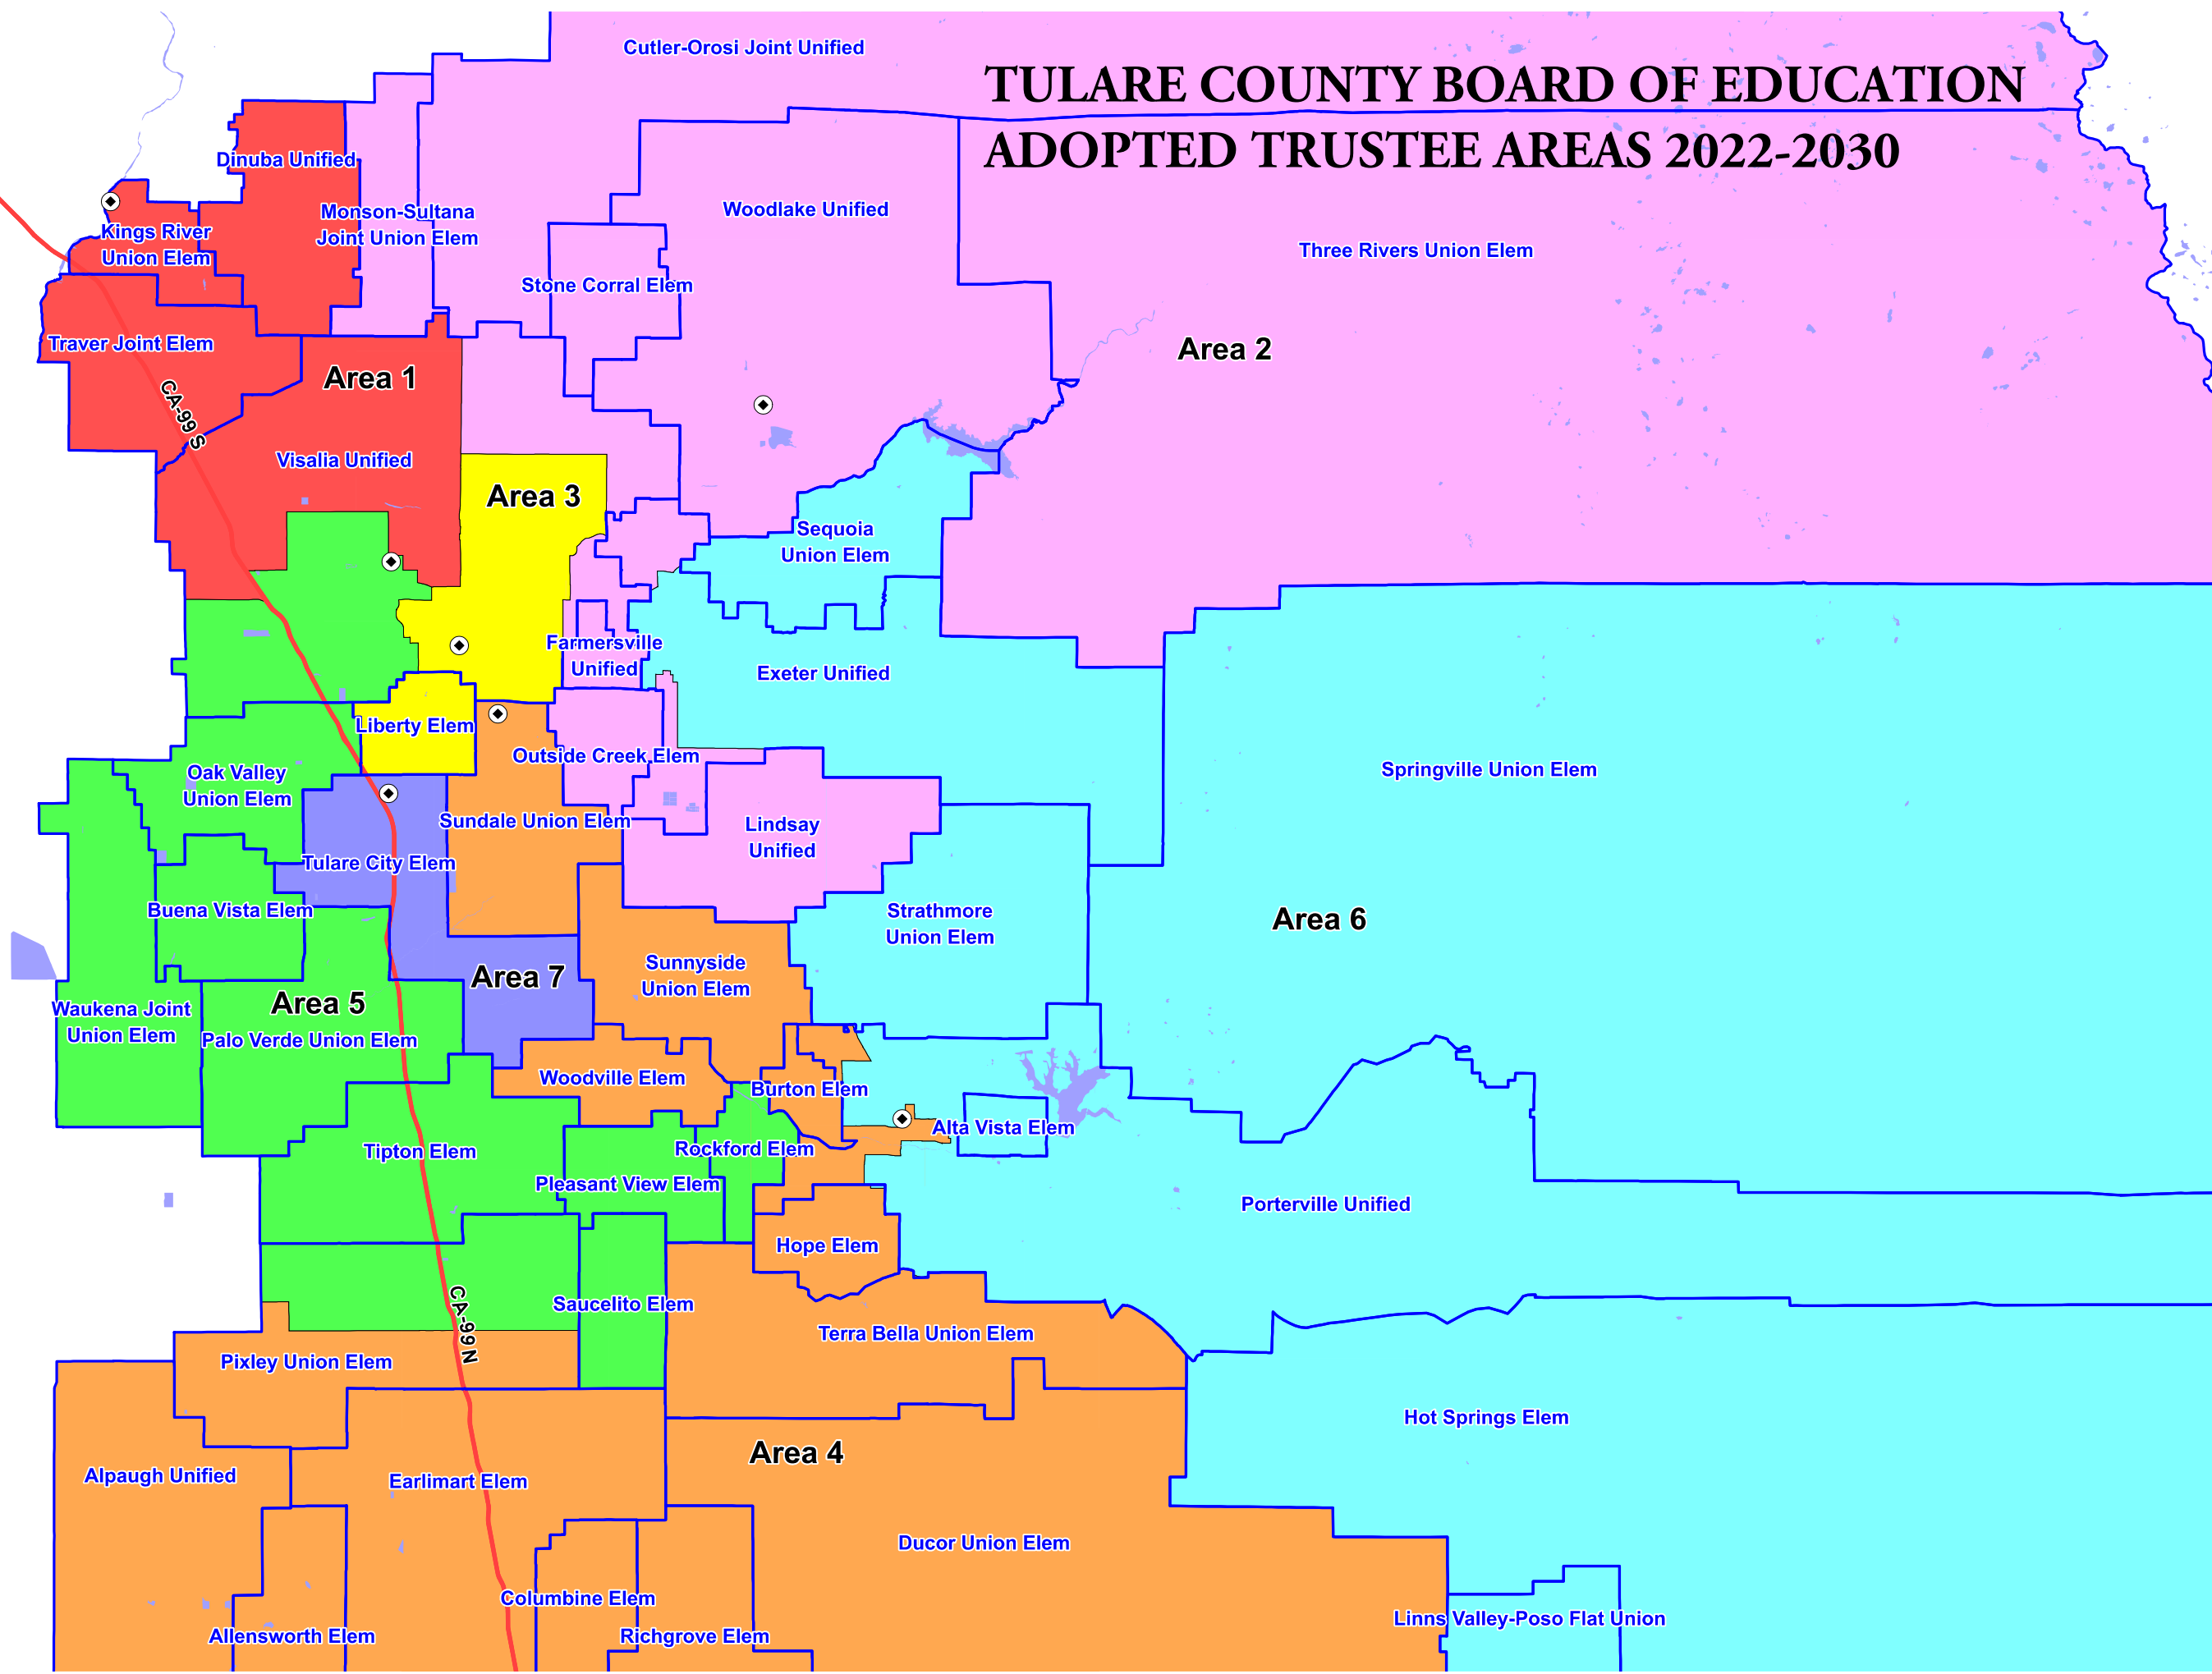 Cutler-Orosi Joint Unified
TULARE COUNTY BOARD OF EDUCATION
ADOPTED TRUSTEE AREAS 2022-2030
Dinuba Unified
Monson-Sultana
Joint Union Elem
Woodlake Unified
Kings River
Union Elem
Three Rivers Union Elem
Stone Corral Elem
Traver Joint Elem
Area 2
Area 1
CA-99 S
Visalia Unified
Area 3
Sequoia
Union Elem
Farmersville
Unified
Exeter Unified
Liberty Elem
Outside Creek Elem
Oak Valley
Union Elem
Springville Union Elem
Sundale Union Elem
Lindsay
Unified
Tulare City Elem
Buena Vista Elem
Strathmore
Union Elem
Area 6
Sunnyside
Union Elem
Area 7
Area 5
Waukena Joint
Union Elem
Palo Verde Union Elem
Woodville Elem
Burton Elem
Alta Vista Elem
Tipton Elem
Rockford Elem
Pleasant View Elem
Porterville Unified
Hope Elem
Saucelito Elem
CA-99 N
Terra Bella Union Elem
Pixley Union Elem
Hot Springs Elem
Area 4
Alpaugh Unified
Earlimart Elem
Ducor Union Elem
Columbine Elem
Linns Valley-Poso Flat Union
Allensworth Elem
Richgrove Elem